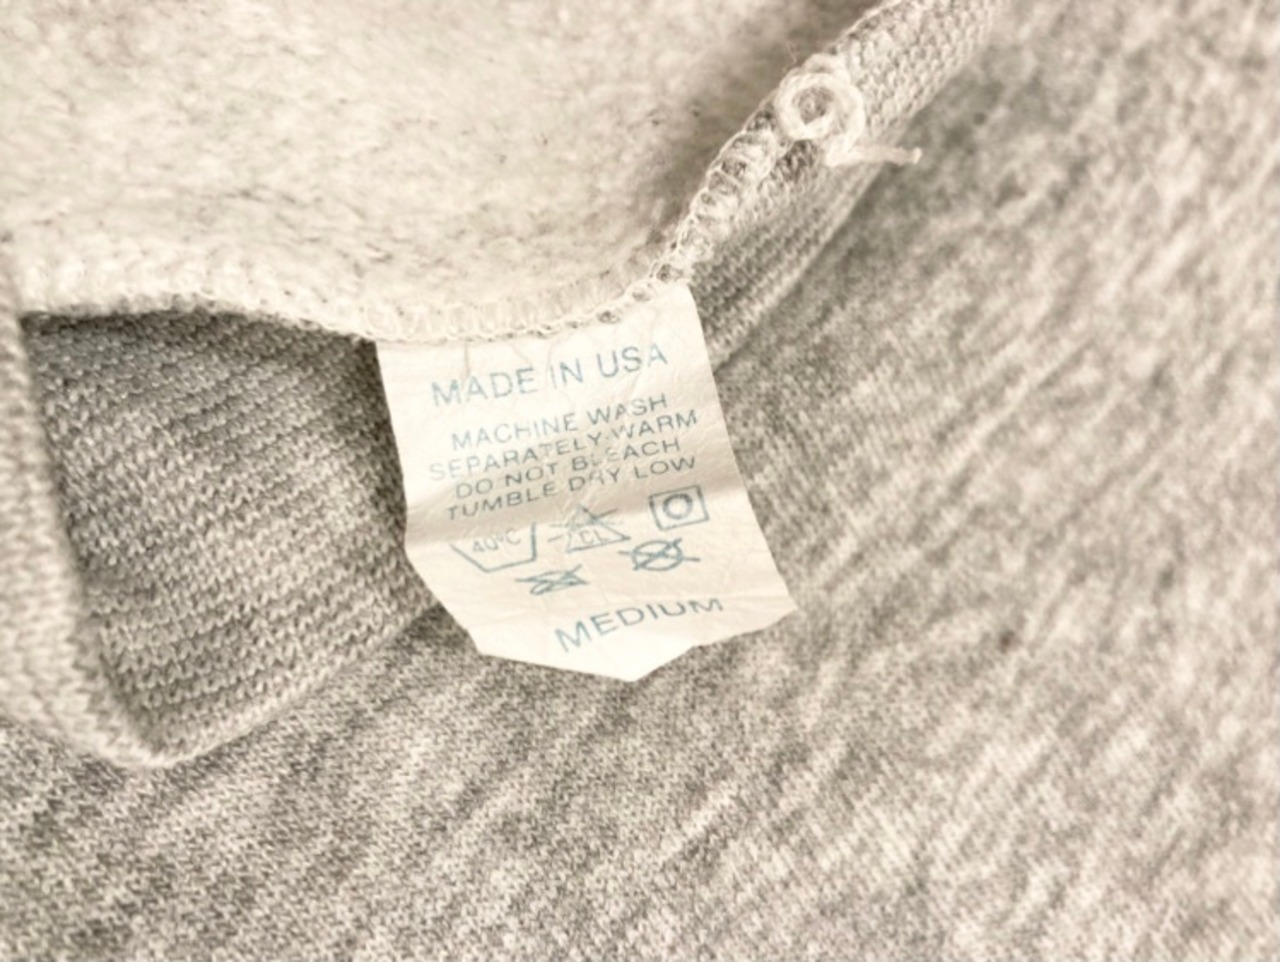 MADE IN USA
MACHINE WASH
SEPARATELY-WARM
DO NOT BLEACH
TUMBLE DRY LOW
40°C
CL
MEDIUM